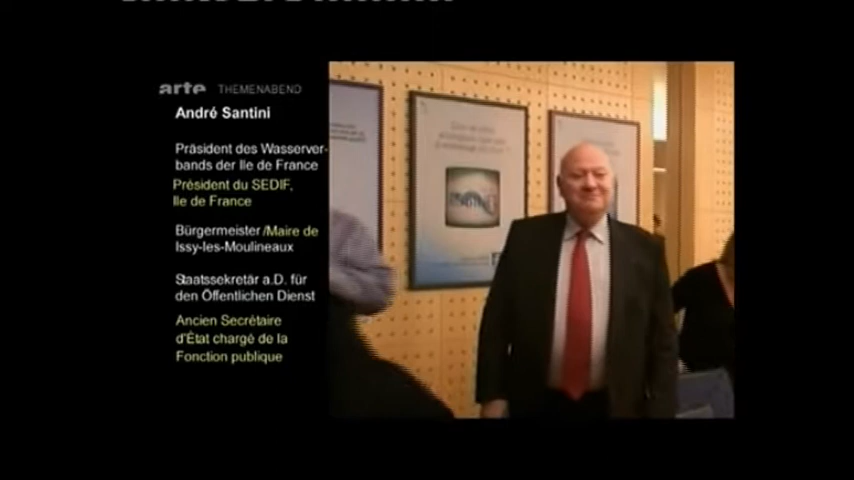 arte THEMENABEND
André Santini
Präsident des Wasserver-
bands der Ile de France
Président du SEDIF,
Ile de France
Bürgermeister/Maire de
Issy-les-Moulineaux
Staatssekretär a.D. für
den Öffentlichen Dienst
Ancien Secrétaire
d'État chargé de la
Fonction publique